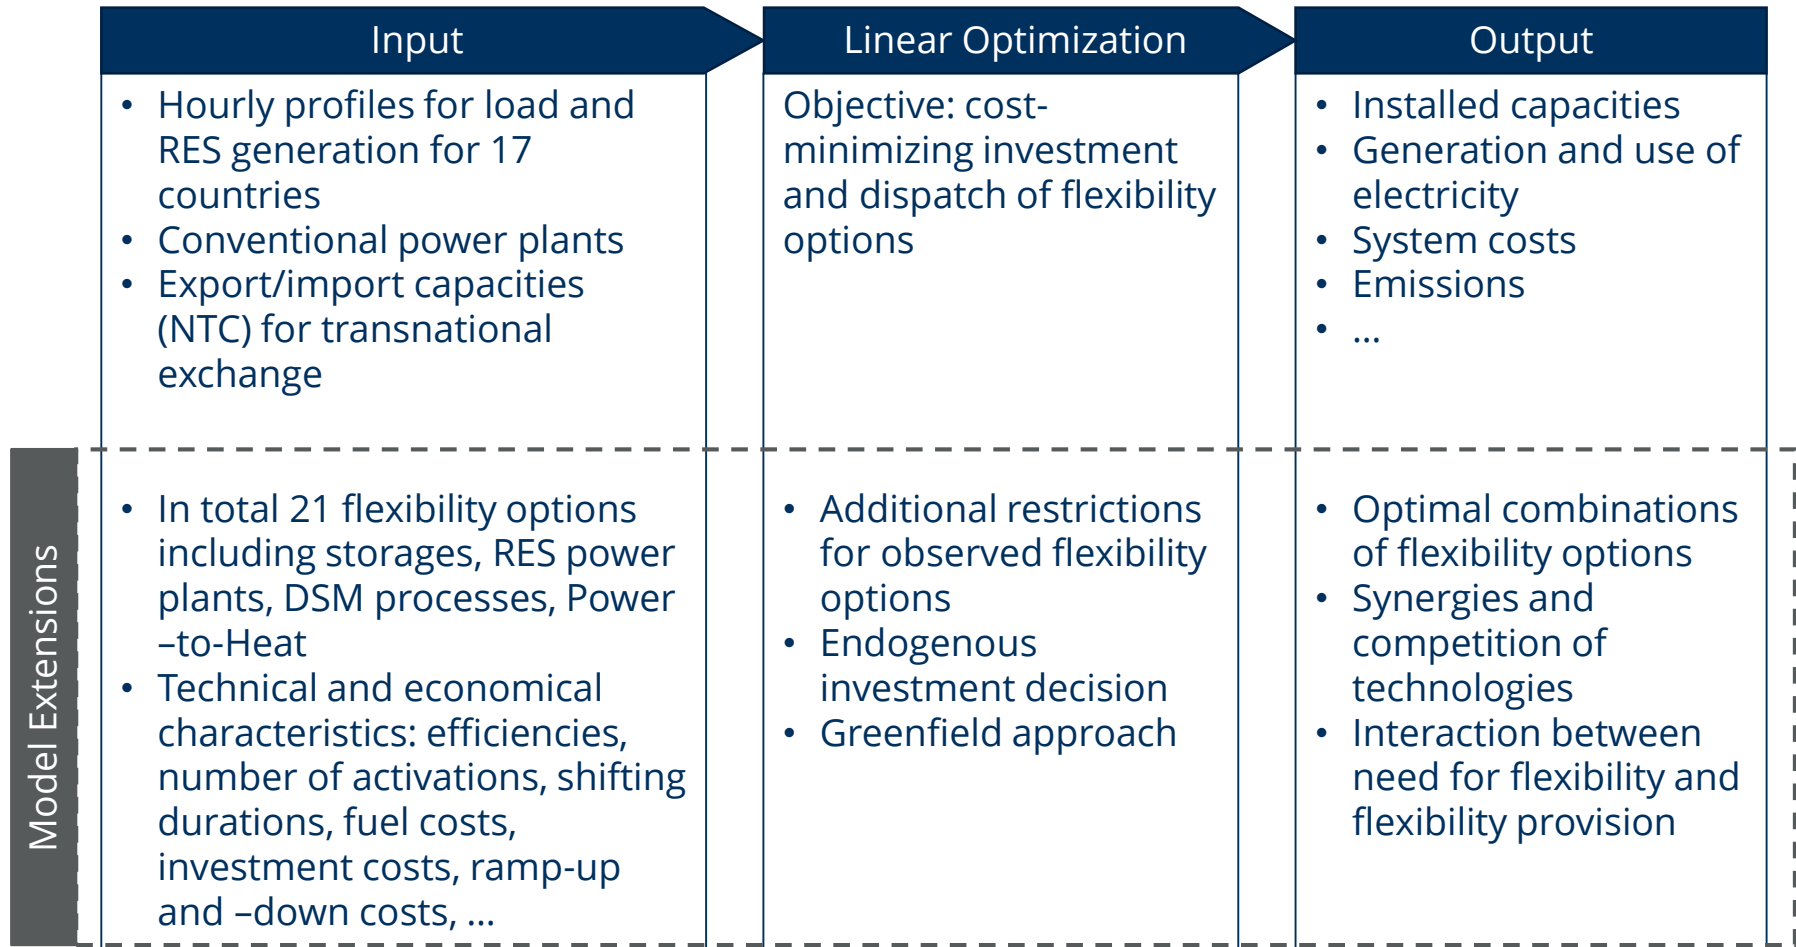 Input
Linear Optimization
Output
• Hourly profiles for load and
RES generation for 17
countries
• Conventional power plants
• Export/import capacities
(NTC) for transnational
exchange
Objective: cost-
minimizing investment
and dispatch of flexibility
options
• Installed capacities
• Generation and use of
electricity
• System costs
• Emissions
• ...
Model Extensions
• In total 21 flexibility options
including storages, RES power
plants, DSM processes, Power
–to-Heat
• Technical and economical
characteristics: efficiencies,
number of activations, shifting
durations, fuel costs,
investment costs, ramp-up
and –down costs, ...
• Additional restrictions
for observed flexibility
options
• Endogenous
investment decision
• Greenfield approach
• Optimal combinations
of flexibility options
• Synergies and
competition of
technologies
• Interaction between
need for flexibility and
flexibility provision